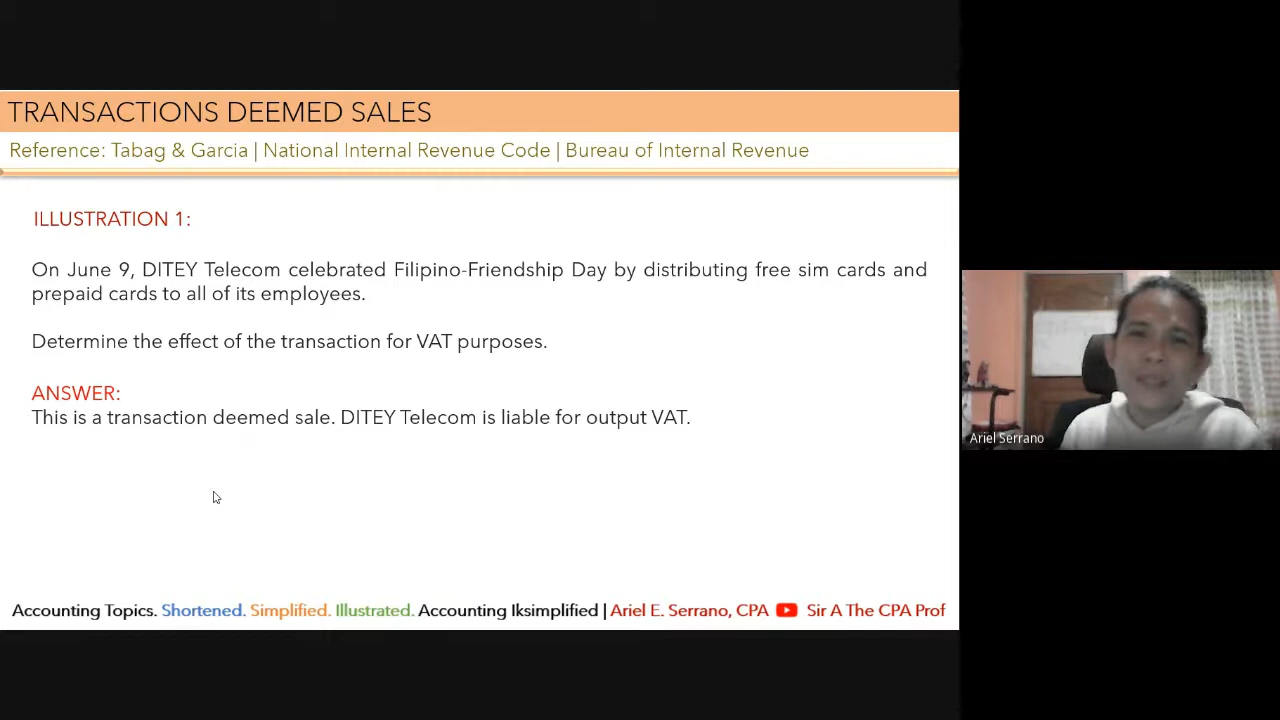 TRANSACTIONS DEEMED SALES
Reference: Tabag & Garcia | National Internal Revenue Code | Bureau of Internal Revenue
ILLUSTRATION 1:
On June 9, DITEY Telecom celebrated Filipino-Friendship Day by distributing free sim cards and
prepaid cards to all of its employees.
Determine the effect of the transaction for VAT purposes.
ANSWER:
This is a transaction deemed sale. DITEY Telecom is liable for output VAT.
Ariel Serrano
Accounting Topics. Shortened. Simplified. Illustrated. Accounting Iksimplified | Ariel E. Serrano, CPA Sir A The CPA Prof